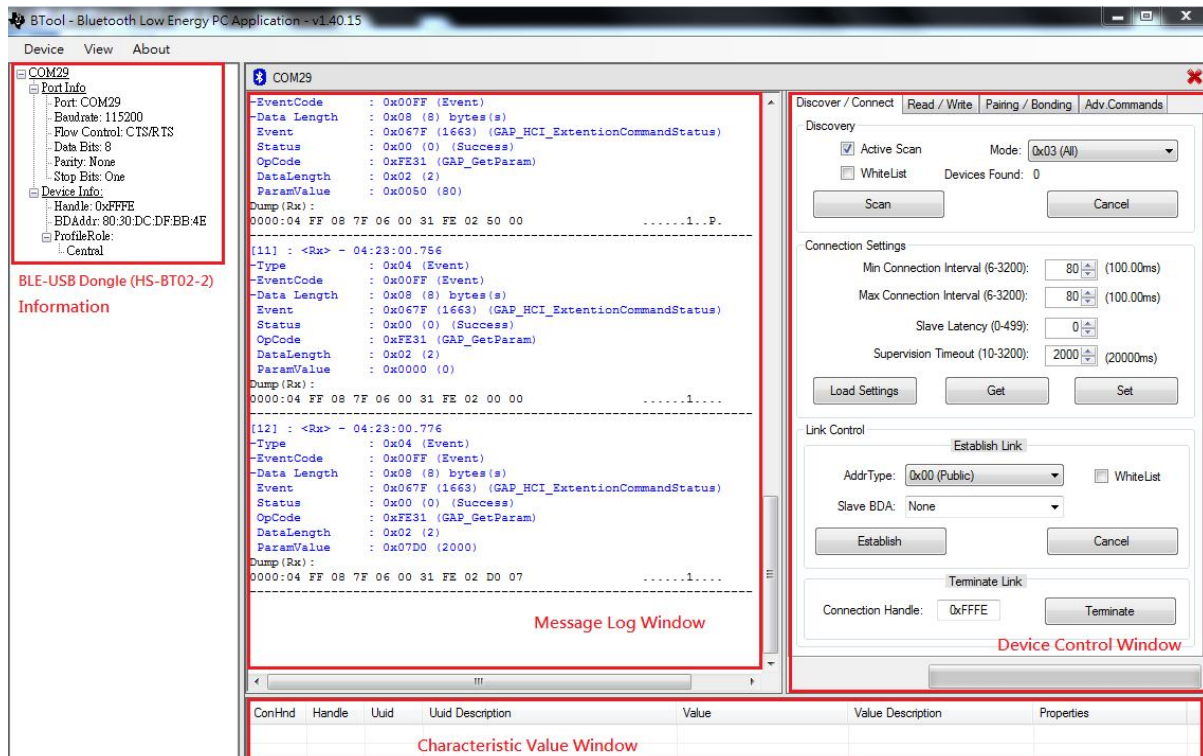 BTool - Bluetooth Low Energy PC Application - v1.40.15
Device View About
COM29
Port Info
Port: COM29
Baudrate: 115200
Flow Control: CTS/RTS
Data Bits: 8
Parity: None
Stop Bits: One
Device Info:
Handle: 0xFFFE
BDAddr: 80:30:DC:DF:BB:4E
ProfileRole:
Central
BLE-USB Dongle (HS-BT02-2)
Information
COM29
-EventCode : 0x00FF (Event)
-Data Length : 0x08 (8) bytes(s)
Event : 0x067F (1663) (GAP_HCI_ExtentionCommandStatus)
Status : 0x00 (0) (Success)
OpCode : 0xFE31 (GAP_GetParam)
DataLength : 0x02 (2)
ParamValue : 0x0050 (80)
Dump(Rx):
0000:04 FF 08 7F 06 00 31 FE 02 50 00 ......1..P.
[11] : <Rx> - 04:23:00.756
-Type : 0x04 (Event)
-EventCode : 0x00FF (Event)
-Data Length : 0x08 (8) bytes(s)
Event : 0x067F (1663) (GAP_HCI_ExtentionCommandStatus)
Status : 0x00 (0) (Success)
OpCode : 0xFE31 (GAP_GetParam)
DataLength : 0x02 (2)
ParamValue : 0x0000 (0)
Dump(Rx):
0000:04 FF 08 7F 06 00 31 FE 02 00 00 ......1....
[12] : <Rx> - 04:23:00.776
-Type : 0x04 (Event)
-EventCode : 0x00FF (Event)
-Data Length : 0x08 (8) bytes(s)
Event : 0x067F (1663) (GAP_HCI_ExtentionCommandStatus)
Status : 0x00 (0) (Success)
OpCode : 0xFE31 (GAP_GetParam)
DataLength : 0x02 (2)
ParamValue : 0x07D0 (2000)
Dump(Rx):
0000:04 FF 08 7F 06 00 31 FE 02 D0 07 ......1....
Message Log Window
Discover / Connect Read / Write Pairing / Bonding Adv.Commands
Discovery
Active Scan Mode: 0x03 (All)
WhiteList Devices Found: 0
Scan Cancel
Connection Settings
Min Connection Interval (6-3200): 80 (100.00ms)
Max Connection Interval (6-3200): 80 (100.00ms)
Slave Latency (0-499): 0
Supervision Timeout (10-3200): 2000 (20000ms)
Load Settings Get Set
Link Control
Establish Link
AddrType: 0x00 (Public) WhiteList
Slave BDA: None
Establish Cancel
Terminate Link
Connection Handle: 0xFFFE Terminate
Device Control Window
ConHnd Handle Uuid Uuid Description Value Value Description Properties
Characteristic Value Window